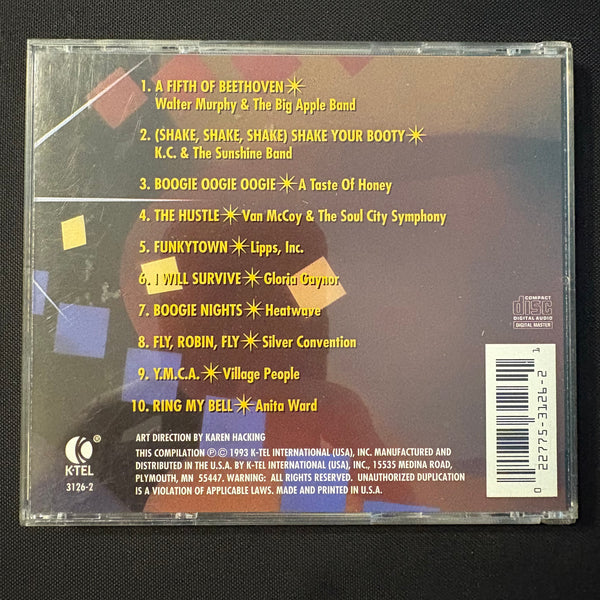 1. A FIFTH OF BEETHOVEN
Walter Murphy & The Big Apple Band
2. (SHAKE, SHAKE, SHAKE) SHAKE YOUR BOOTY
K.C. & The Sunshine Band
3. BOOGIE OOGIE OOGIE A Taste Of Honey
4. THE HUSTLE Van McCoy & The Soul City Symphony
5. FUNKYTOWN Lipps, Inc.
6. I WILL SURVIVE Gloria Gaynor
7. BOOGIE NIGHTS Heatwave
8. FLY, ROBIN, FLY Silver Convention
9. Y.M.C.A. Village People
10. RING MY BELL Anita Ward
COMPACT
disc
DIGITAL AUDIO
DIGITAL MASTER
0 22775-3126-2 1
K
®
K-TEL
3126-2
ART DIRECTION BY KAREN HACKING
THIS COMPILATION ℗ © 1993 K-TEL INTERNATIONAL (USA), INC. MANUFACTURED AND
DISTRIBUTED IN THE U.S.A. BY K-TEL INTERNATIONAL (USA), INC., 15535 MEDINA ROAD,
PLYMOUTH, MN 55447. WARNING: ALL RIGHTS RESERVED. UNAUTHORIZED DUPLICATION
IS A VIOLATION OF APPLICABLE LAWS. MADE AND PRINTED IN U.S.A.